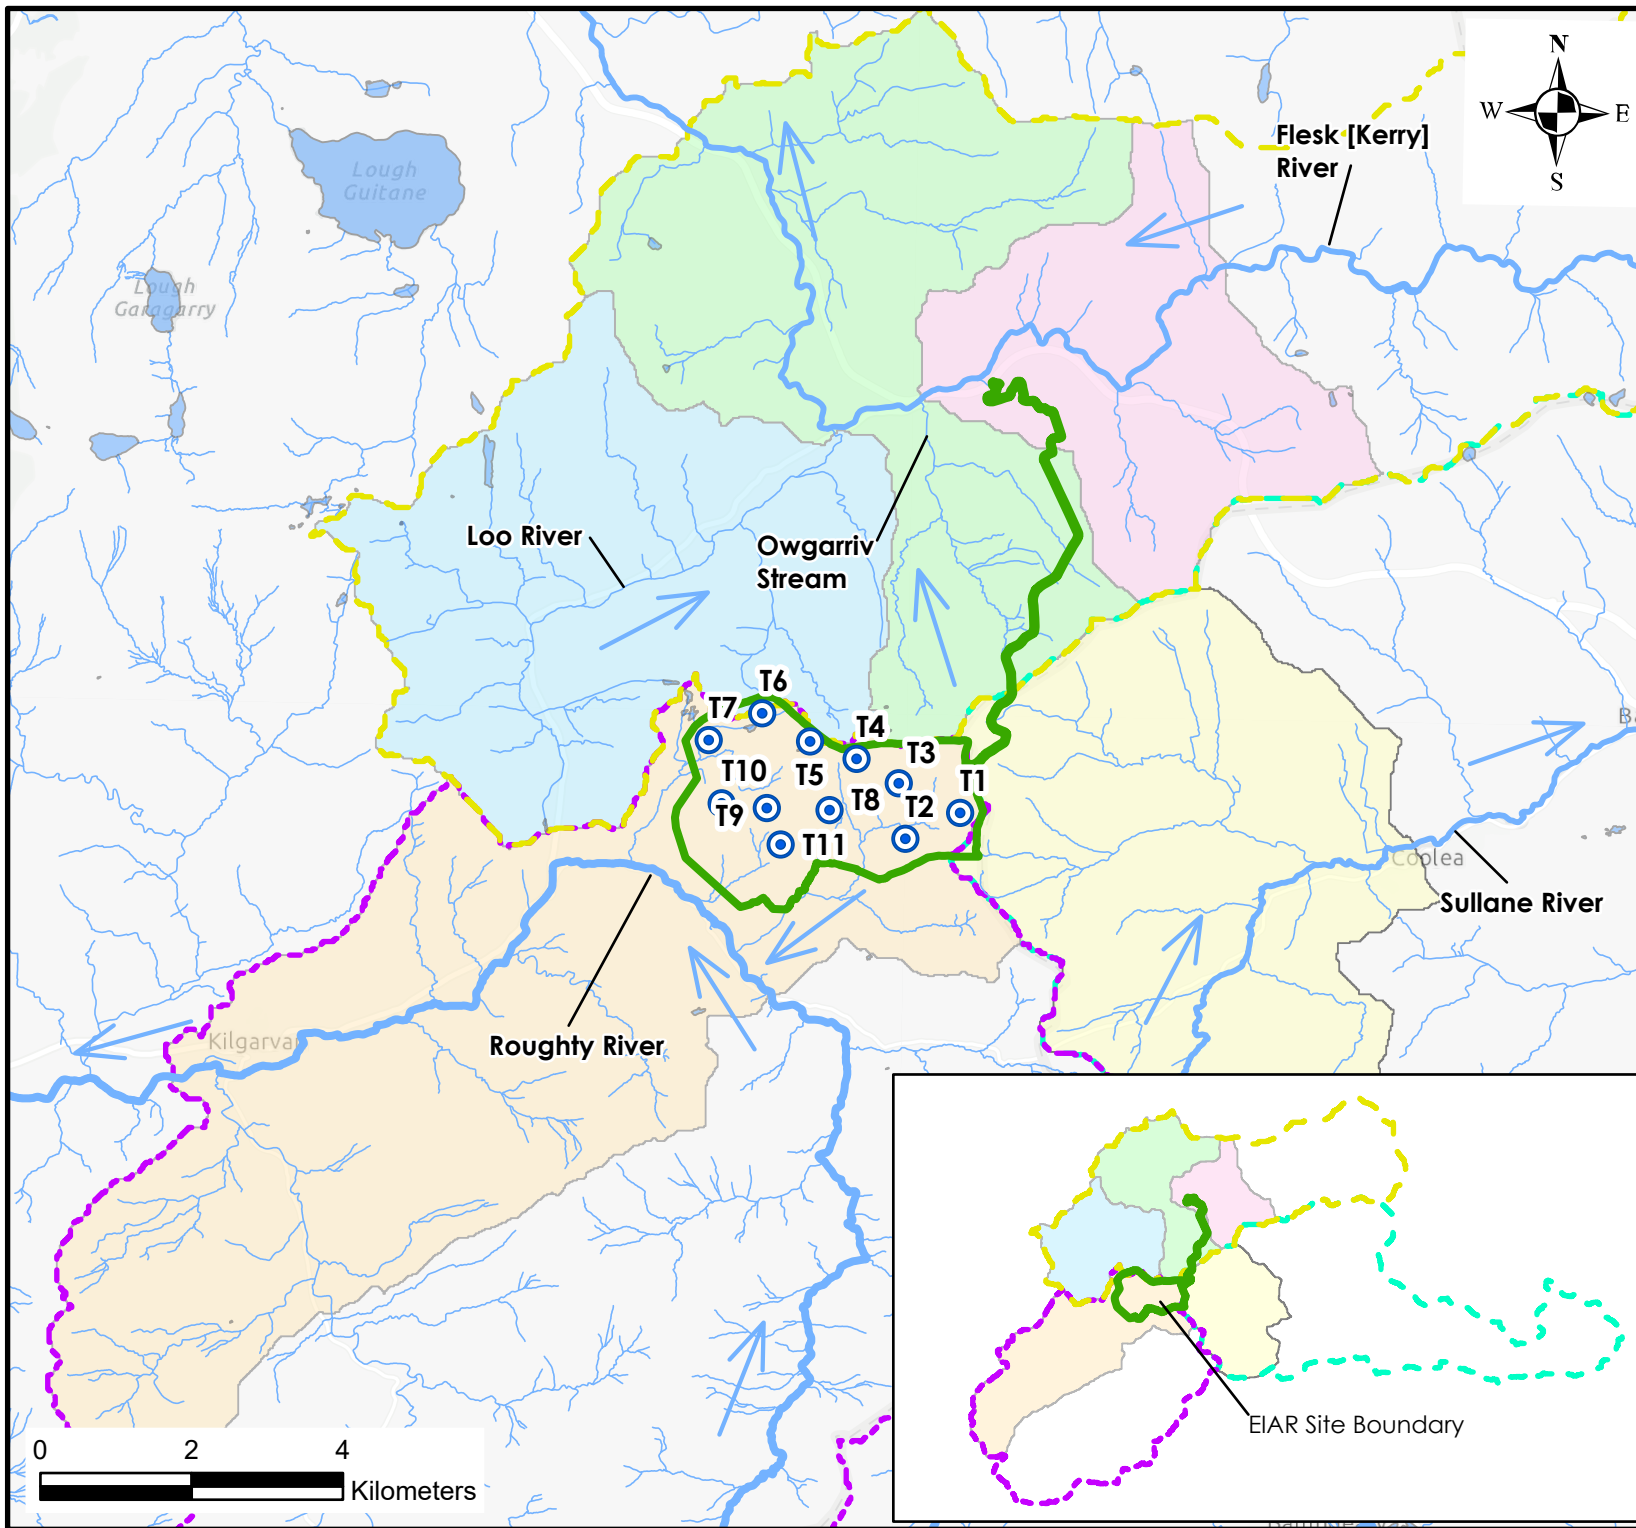 N
W
E
S
Flesk [Kerry]
River
Lough
Guitane
Lough
Garagarry
Loo River
Owgarriv
Stream
T6
T7
T4
T3
T10
T5
T1
T9
T8
T2
T11
Coolea
Sullane River
Roughty River
Kilgarvan
EIAR Site Boundary
0 2 4
Kilometers